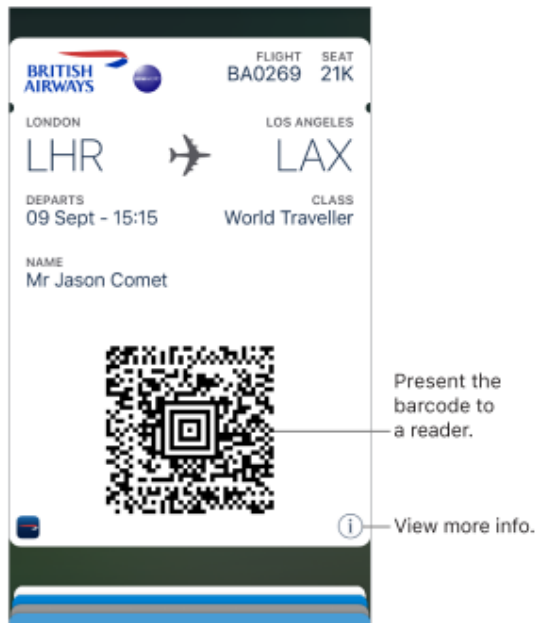 BRITISH AIRWAYS
FLIGHT SEAT
BA0269 21K
LONDON LOS ANGELES
LHR LAX
DEPARTS CLASS
09 Sept - 15:15 World Traveller
NAME
Mr Jason Comet
Present the
barcode to
a reader.
View more info.